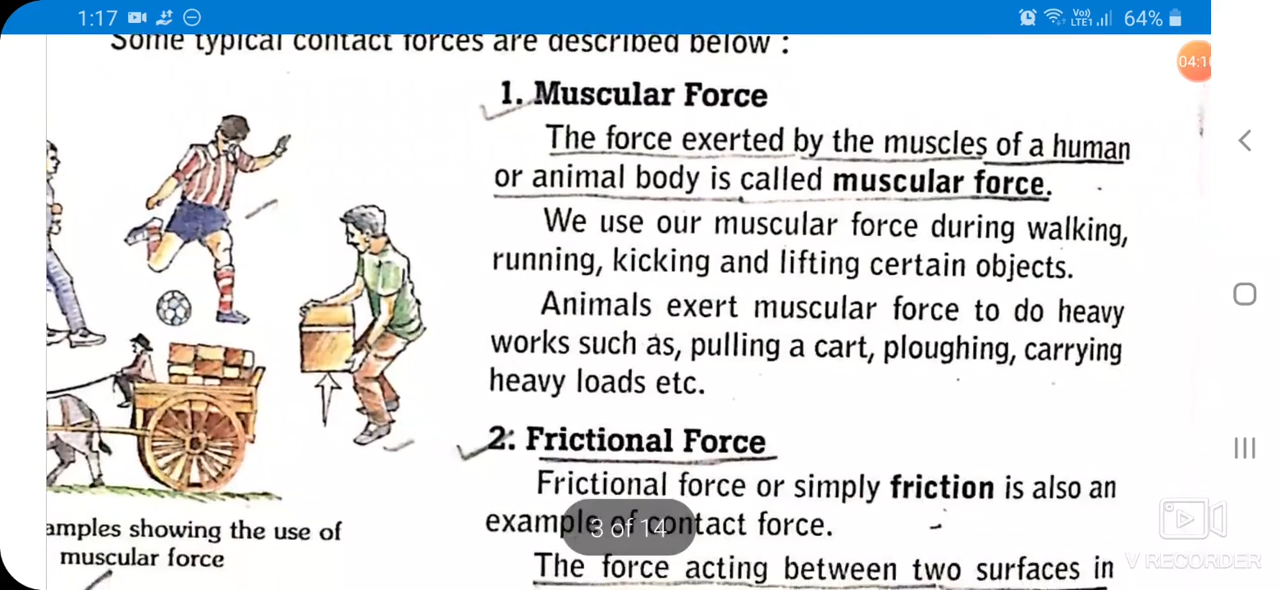 1:17
Vo))
LTE1
64%
Some typical contact forces are described below :
04:1
1. Muscular Force
The force exerted by the muscles of a human
or animal body is called muscular force.
We use our muscular force during walking,
running, kicking and lifting certain objects.
Animals exert muscular force to do heavy
works such as, pulling a cart, ploughing, carrying
heavy loads etc.
2. Frictional Force
Frictional force or simply friction is also an
example of contact force.
3 of 14
The force acting between two surfaces in
amples showing the use of
muscular force
V RECORDER